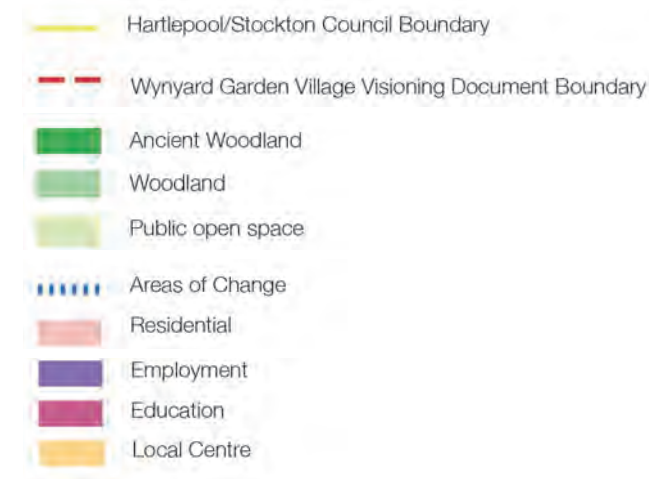 Hartlepool/Stockton Council Boundary
Wynyard Garden Village Visioning Document Boundary
Ancient Woodland
Woodland
Public open space
Areas of Change
Residential
Employment
Education
Local Centre